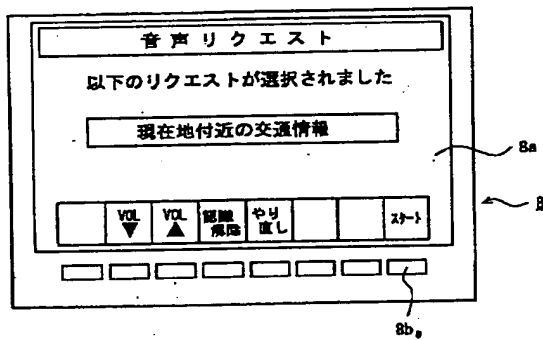 音声リクエスト
以下のリクエストが選択されました
現在地付近の交通情報
8a
8
VOL
▼
VOL
▲
認識
解除
やり
直し
スタート
8b₈